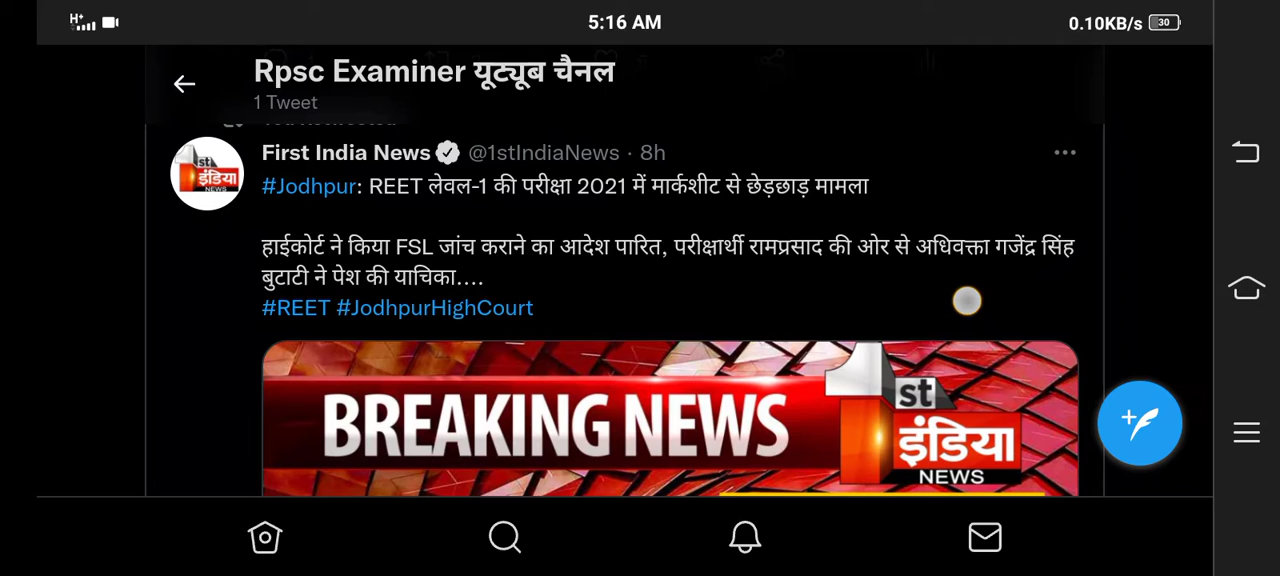 H+ 5:16 AM 0.10KB/s 30
Rpsc Examiner यूट्यूब चैनल
1 Tweet
First India News @1stIndiaNews · 8h
#Jodhpur: REET लेवल-1 की परीक्षा 2021 में मार्कशीट से छेड़छाड़ मामला
हाईकोर्ट ने किया FSL जांच कराने का आदेश पारित, परीक्षार्थी रामप्रसाद की ओर से अधिवक्ता गजेंद्र सिंह
बुटाटी ने पेश की याचिका....
#REET #JodhpurHighCourt
BREAKING NEWS
1st
इंडिया
NEWS